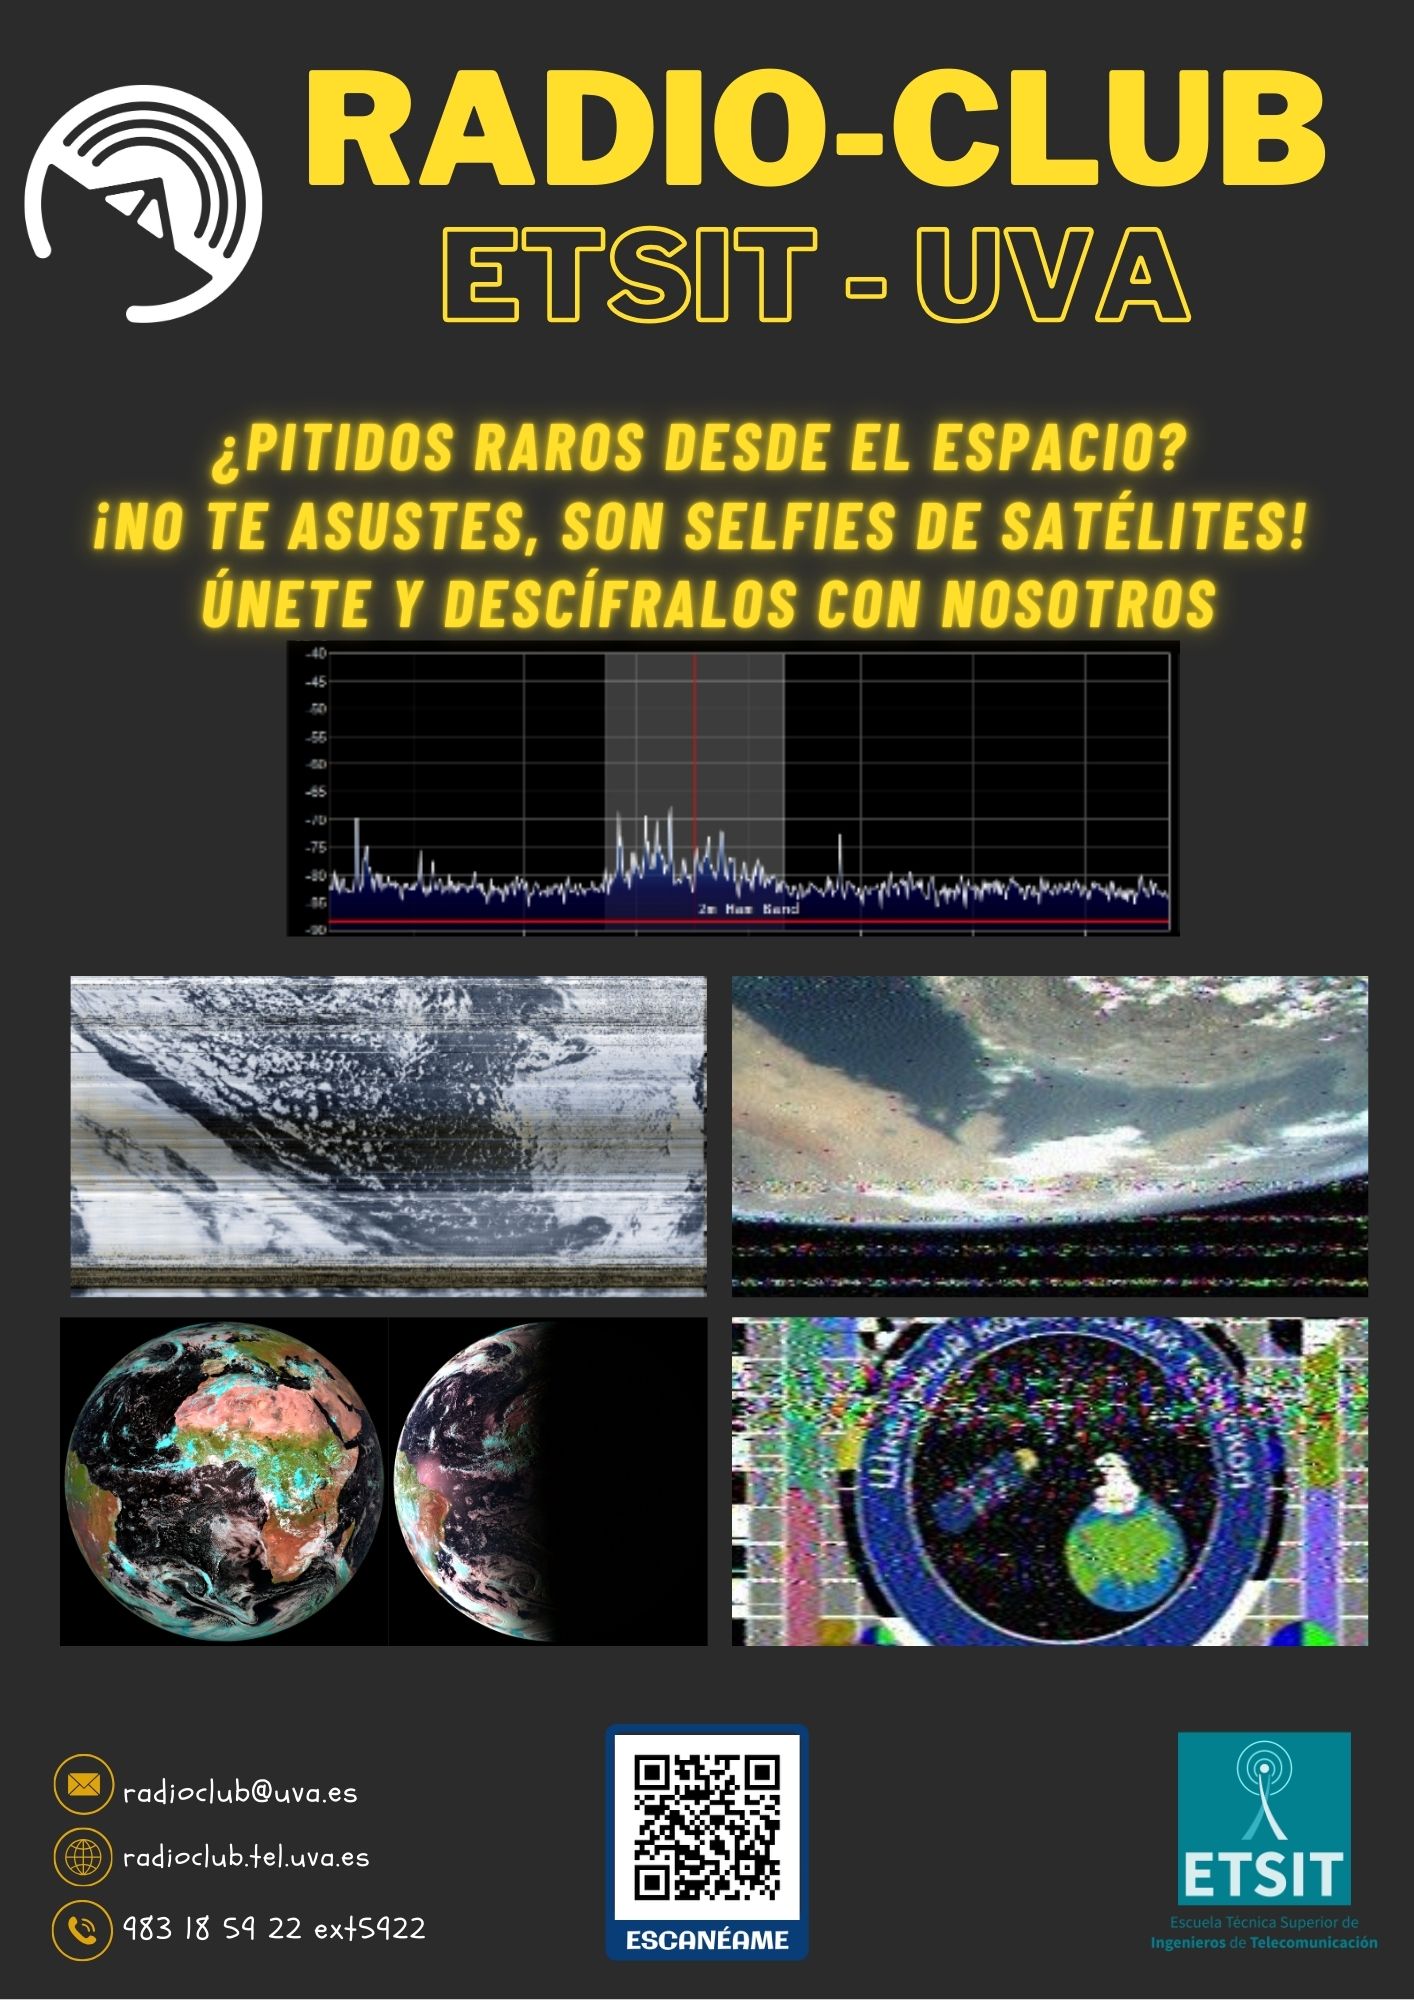 RADIO-CLUB
ETSIT - UVA
¿PITIDOS RAROS DESDE EL ESPACIO?
¡NO TE ASUSTES, SON SELFIES DE SATÉLITES!
ÚNETE Y DESCÍFRALOS CON NOSOTROS
-40
-45
-50
-55
-60
-65
-70
-75
-80
-85
-90
2m Ham Band
radioclub@uva.es
radioclub.tel.uva.es
983 18 59 22 ext5922
ESCANÉAME
ETSIT
Escuela Técnica Superior de
Ingenieros de Telecomunicación